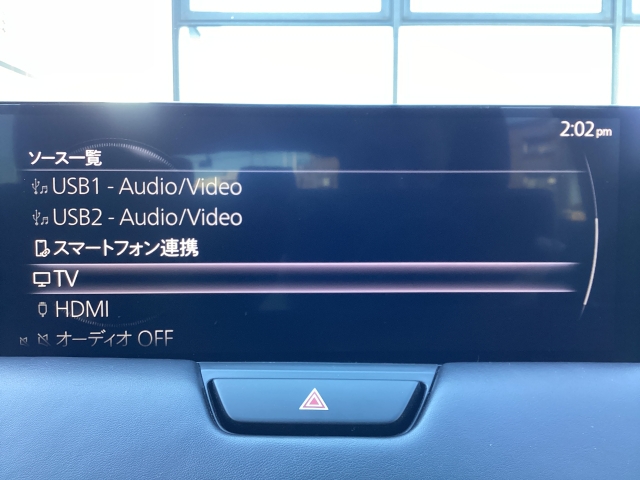 2:02pm
ソース一覧
USB1 - Audio/Video
USB2 - Audio/Video
スマートフォン連携
TV
HDMI
オーディオ OFF